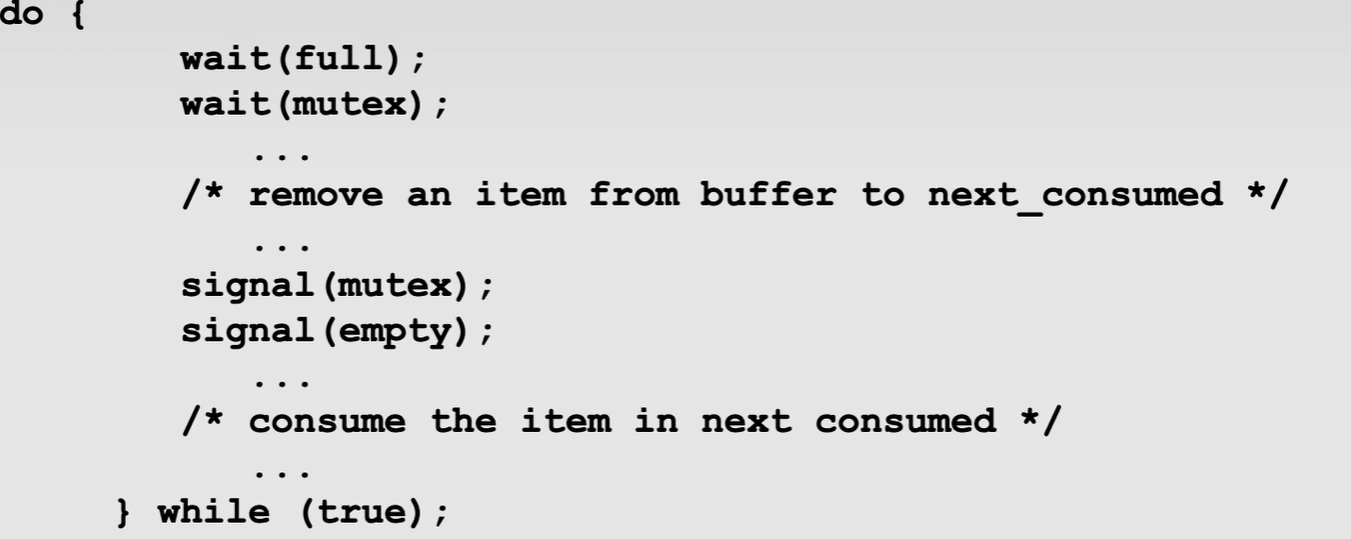 do {
wait(full);
wait(mutex);
...
/* remove an item from buffer to next_consumed */
...
signal(mutex);
signal(empty);
...
/* consume the item in next consumed */
...
} while (true);